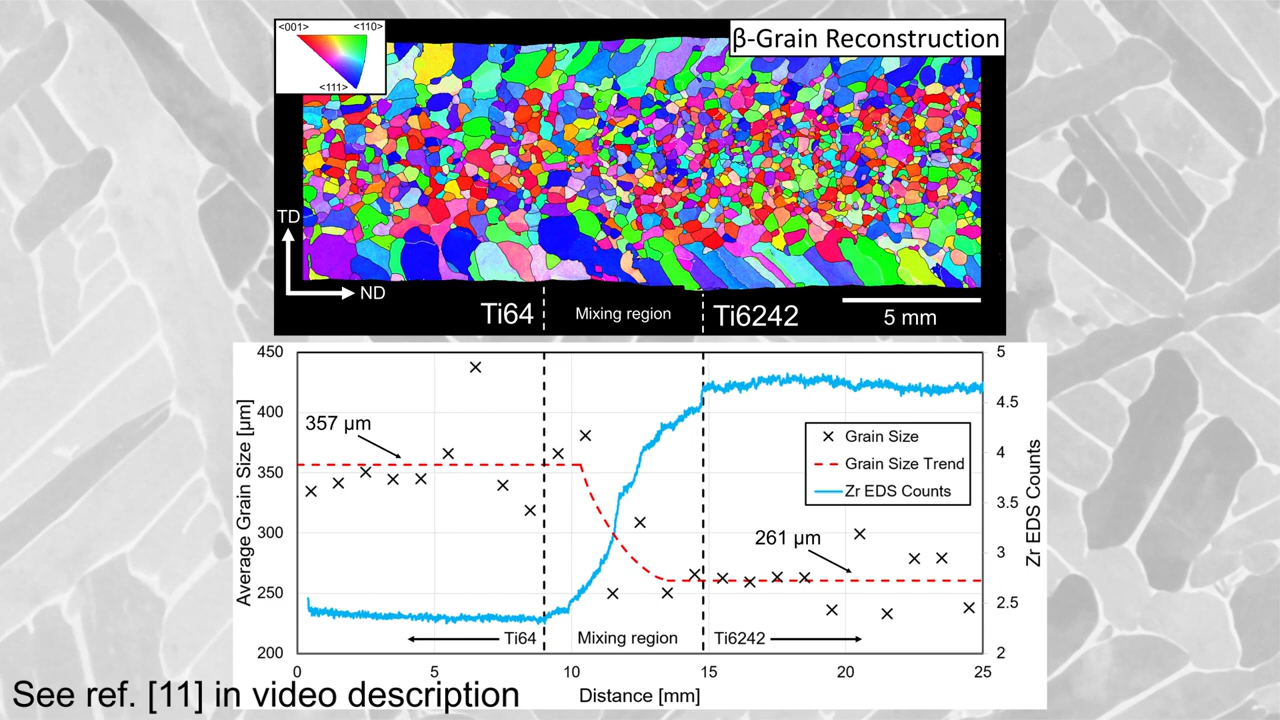 <001>
<110>
<111>
β-Grain Reconstruction
TD
ND
Ti64
Mixing region
Ti6242
5 mm
450
400
350
300
250
200
Average Grain Size [µm]
357 µm
261 µm
Grain Size
Grain Size Trend
Zr EDS Counts
5
4.5
4
3.5
3
2.5
2
Zr EDS Counts
Ti64
Mixing region
Ti6242
0
5
10
15
20
25
Distance [mm]
See ref. [11] in video description